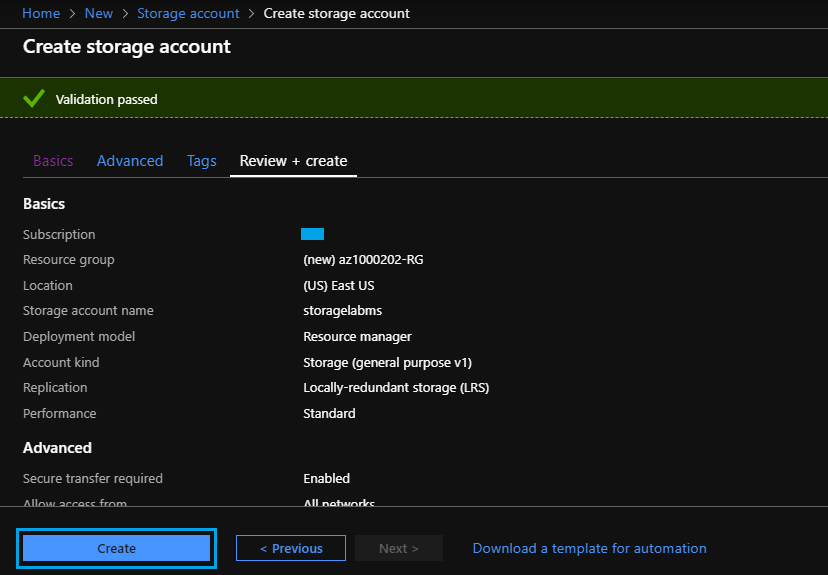 Home > New > Storage account > Create storage account
Create storage account
Validation passed
Basics Advanced Tags Review + create
Basics
Subscription
Resource group (new) az1000202-RG
Location (US) East US
Storage account name storagelabms
Deployment model Resource manager
Account kind Storage (general purpose v1)
Replication Locally-redundant storage (LRS)
Performance Standard
Advanced
Secure transfer required Enabled
Allow access from All networks
Create < Previous Next > Download a template for automation